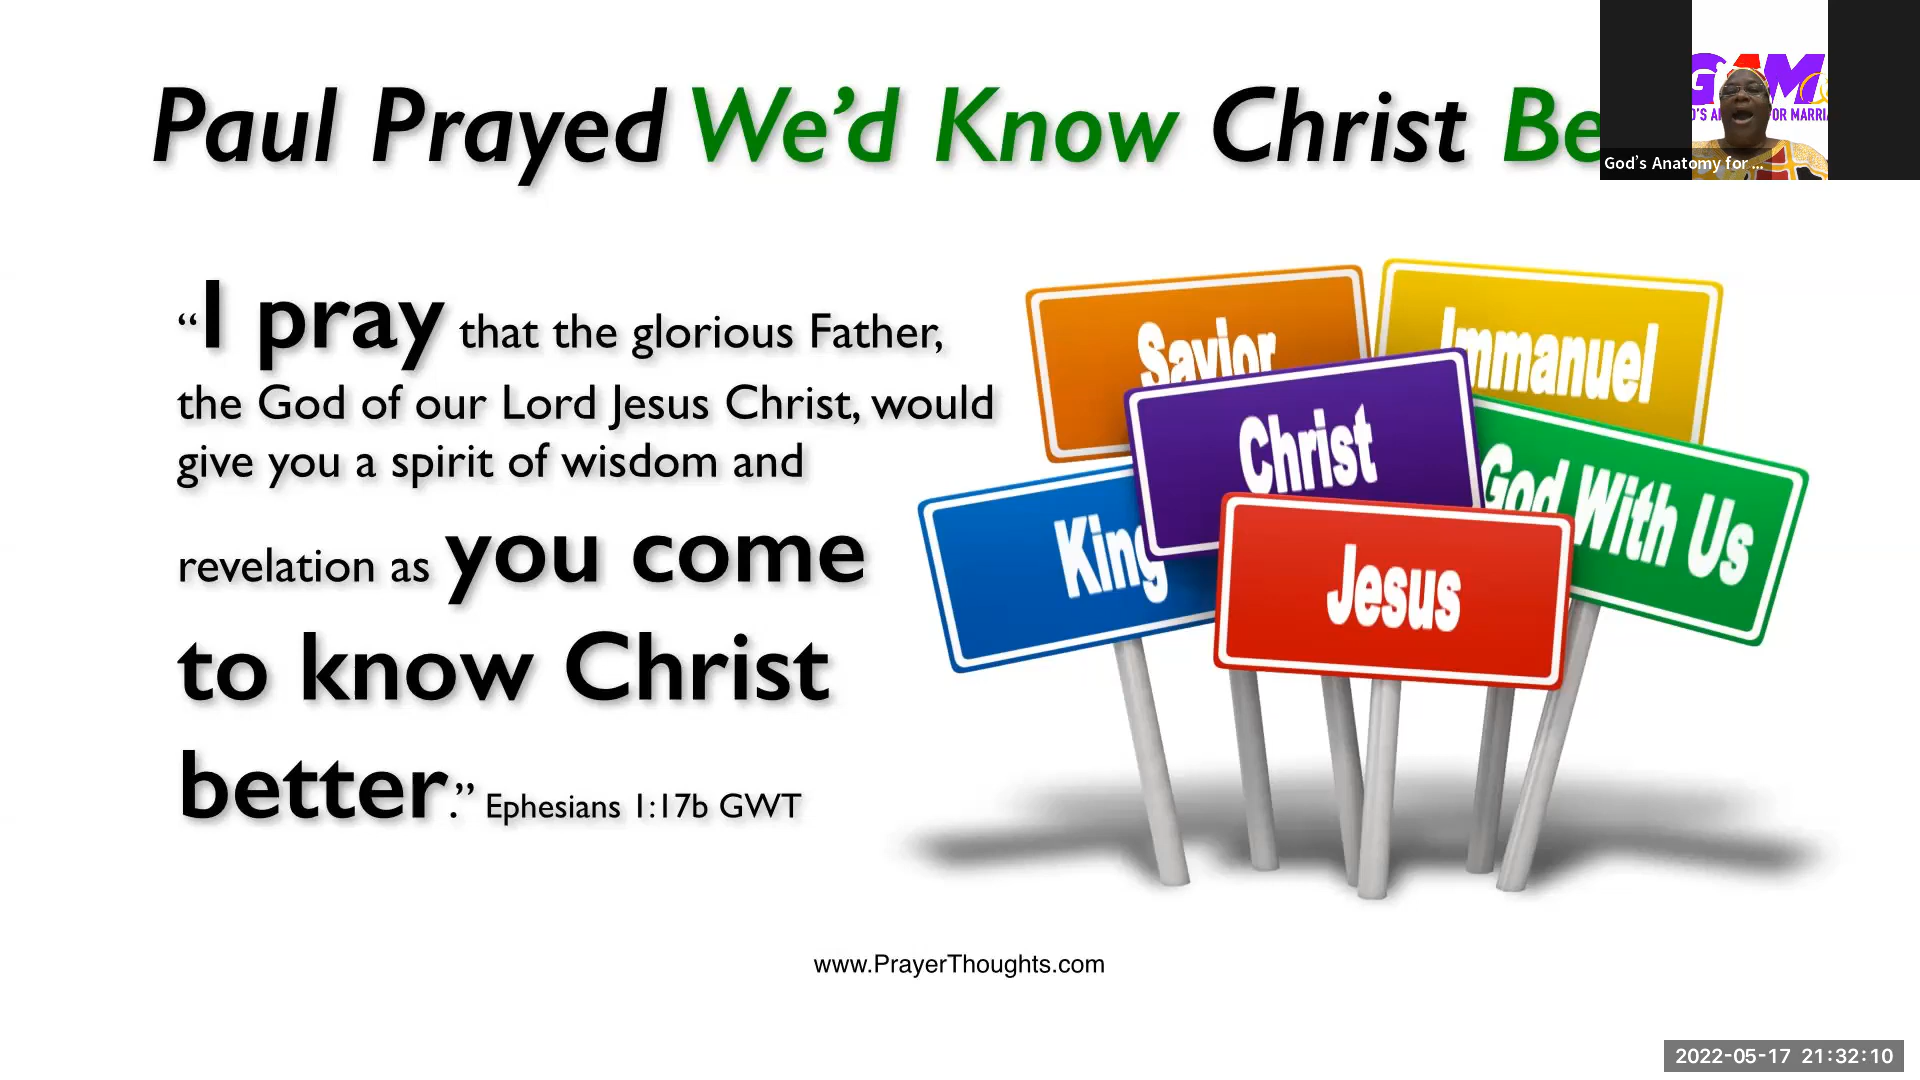 Paul Prayed We’d Know Christ Be
GAM
D'S A FOR MARRIA
God’s Anatomy for ...
“I pray that the glorious Father,
the God of our Lord Jesus Christ, would
give you a spirit of wisdom and
revelation as you come
to know Christ
better.” Ephesians 1:17b GWT
Savior
Immanuel
Christ
God With Us
King
Jesus
www.PrayerThoughts.com
2022-05-17 21:32:10